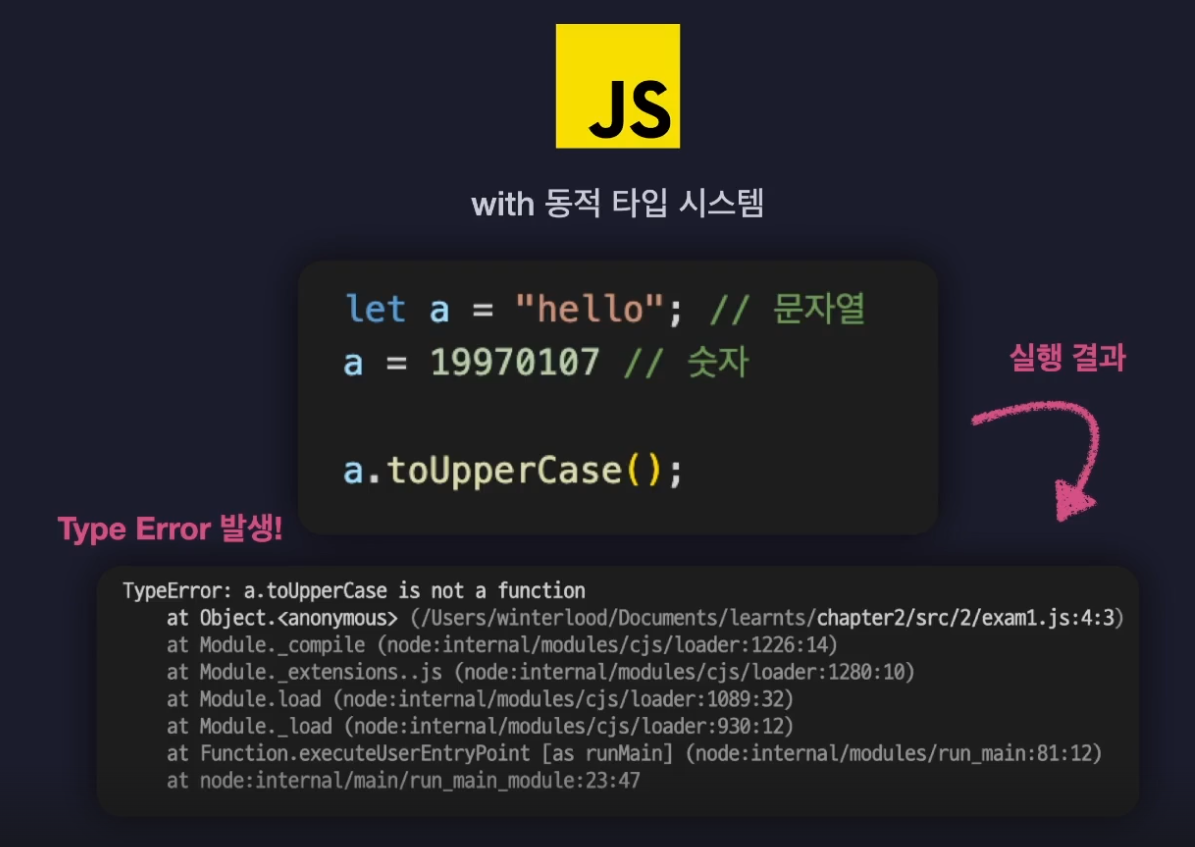 JS
with 동적 타입 시스템
let a = "hello"; // 문자열
a = 19970107 // 숫자
a.toUpperCase();
실행 결과
Type Error 발생!
TypeError: a.toUpperCase is not a function
at Object.<anonymous> (/Users/winterlood/Documents/learnts/chapter2/src/2/exam1.js:4:3)
at Module._compile (node:internal/modules/cjs/loader:1226:14)
at Module._extensions..js (node:internal/modules/cjs/loader:1280:10)
at Module.load (node:internal/modules/cjs/loader:1089:32)
at Module._load (node:internal/modules/cjs/loader:930:12)
at Function.executeUserEntryPoint [as runMain] (node:internal/modules/run_main:81:12)
at node:internal/main/run_main_module:23:47